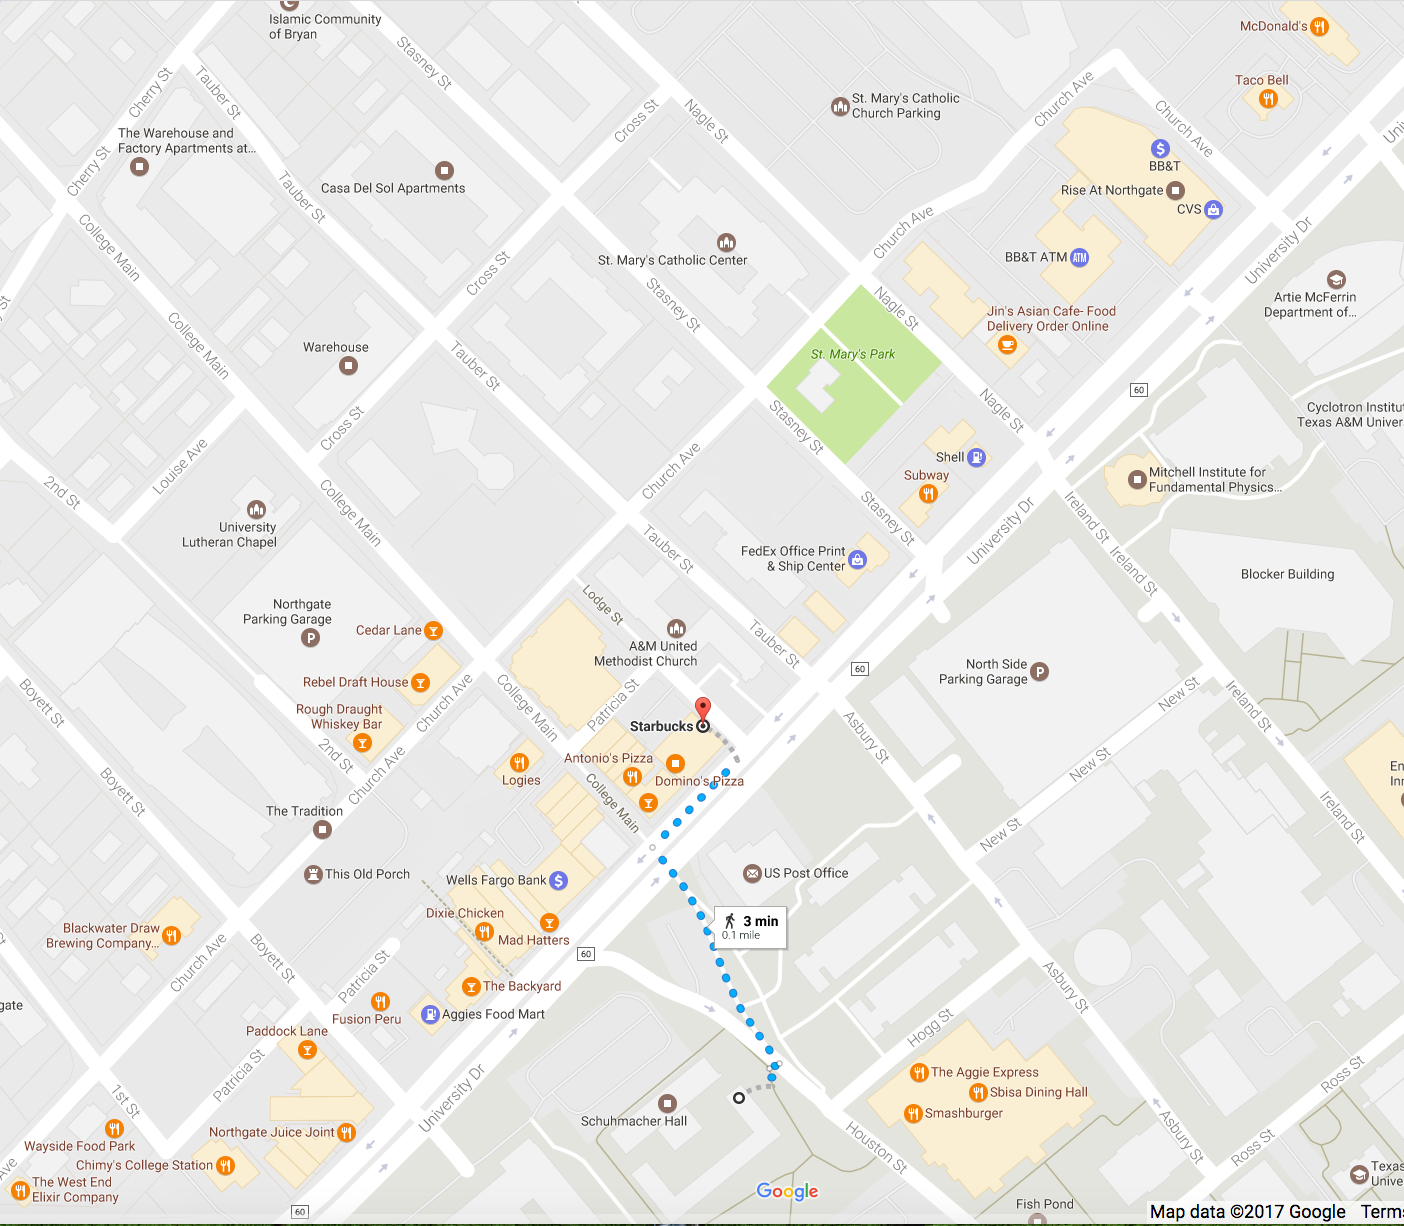 Islamic Community
of Bryan
McDonald's
Stasney St
Cherry St
Tauber St
Taco Bell
St. Mary's Catholic
Church Parking
Church Ave
Church Ave
Nagle St
Cross St
The Warehouse and
Factory Apartments at...
BB&T
Cherry St
Casa Del Sol Apartments
Rise At Northgate
CVS
Tauber St
College Main
Church Ave
University Dr
St. Mary's Catholic Center
BB&T ATM
ATM
Cross St
Stasney St
Nagle St
Artie McFerrin
Department of...
Jin's Asian Cafe- Food
Delivery Order Online
College Main
Warehouse
St. Mary's Park
Tauber St
60
Nagle St
Cyclotron Institu
Texas A&M Univer
Cross St
Stasney St
Shell
Louise Ave
Church Ave
Subway
Mitchell Institute for
Fundamental Physics...
2nd St
College Main
University
Lutheran Chapel
Stasney St
University Dr
Ireland St
Tauber St
FedEx Office Print
& Ship Center
Ireland St
Blocker Building
Northgate
Parking Garage
P
Lodge St
Cedar Lane
A&M United
Methodist Church
Tauber St
60
North Side
Parking Garage
P
Rebel Draft House
Church Ave
College Main
Patricia St
New St
Ireland St
Boyett St
Rough Draught
Whiskey Bar
Starbucks
Asbury St
2nd St
Antonio's Pizza
Logies
Domino's Pizza
New St
Church Ave
College Main
Boyett St
En
Inn
The Tradition
New St
Ireland St
This Old Porch
Wells Fargo Bank
US Post Office
Dixie Chicken
Mad Hatters
3 min
0.1 mile
Blackwater Draw
Brewing Company...
Church Ave
Boyett St
Patricia St
60
Asbury St
The Backyard
gate
Fusion Peru
Aggies Food Mart
Hogg St
Paddock Lane
Patricia St
University Dr
The Aggie Express
Sbisa Dining Hall
Smashburger
Ross St
1st St
Schuhmacher Hall
Northgate Juice Joint
Wayside Food Park
Houston St
Asbury St
Ross St
Chimy's College Station
Ave
The West End
Elixir Company
Google
Texas
Unive
Fish Pond
60
Map data ©2017 Google Terms